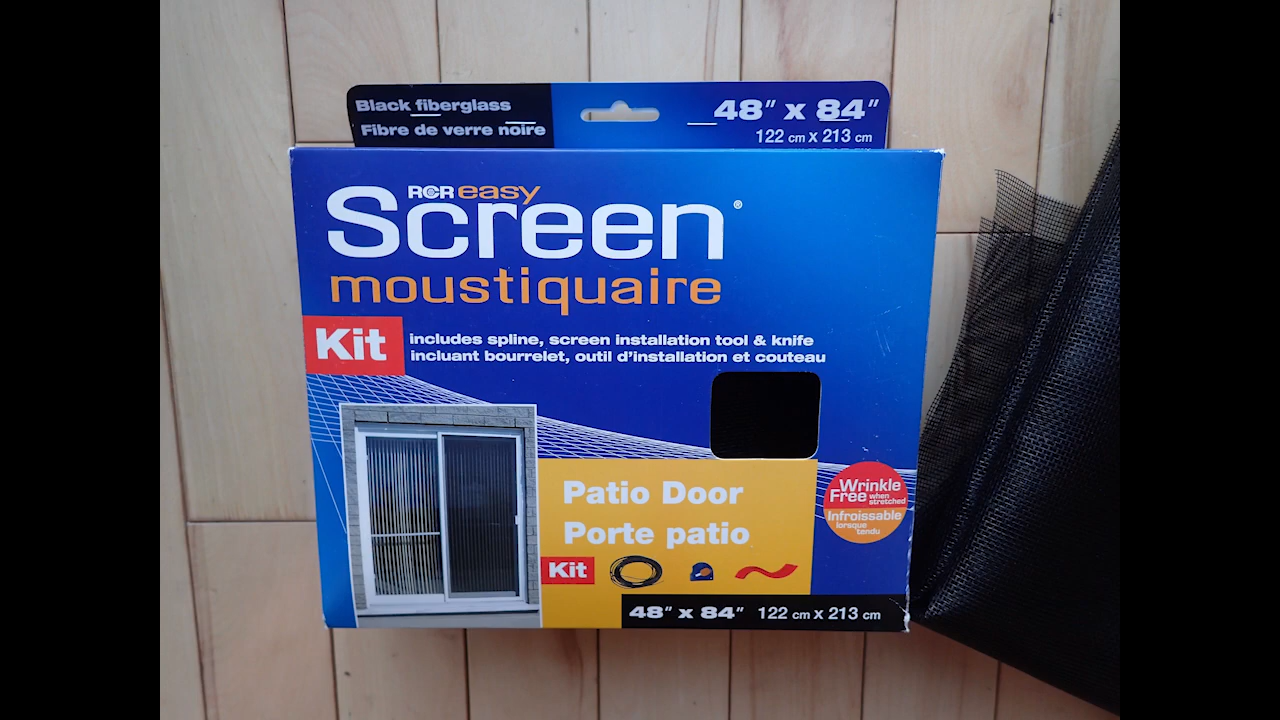 Black fiberglass
Fibre de verre noire
48" x 84"
122 cm x 213 cm
RCR easy
Screen®
moustiquaire
Kit
includes spline, screen installation tool & knife
incluant bourrelet, outil d'installation et couteau
Patio Door
Porte patio
Kit
Wrinkle
Free when
stretched
Infroissable
lorsque
tendu
48" x 84" 122 cm x 213 cm